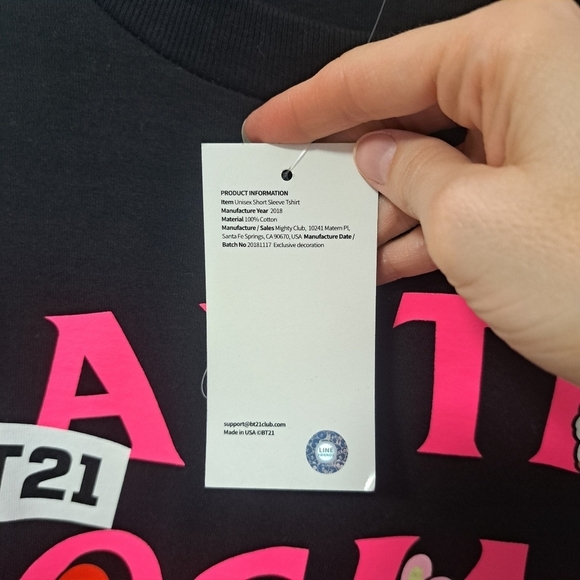 PRODUCT INFORMATION
Item Unisex Short Sleeve Tshirt
Manufacture Year 2018
Material 100% Cotton
Manufacture / Sales Mighty Club, 10241 Matern Pl,
Santa Fe Springs, CA 90670, USA Manufacture Date /
Batch No 20181117 Exclusive decoration
support@bt21club.com
Made in USA ©BT21
LINE
T21